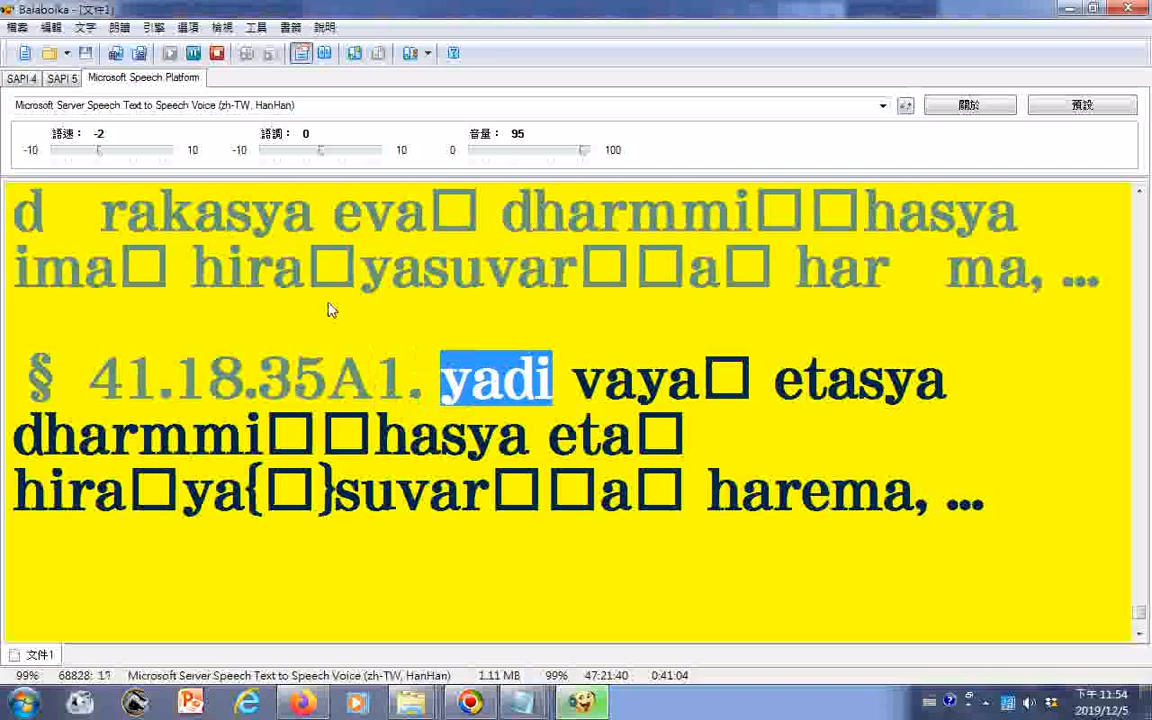 Balabolka - [文件1]
檔案 編輯 文字 朗讀 引擎 選項 檢視 工具 書籤 說明
SAPI 4 SAPI 5 Microsoft Speech Platform
Microsoft Server Speech Text to Speech Voice (zh-TW, HanHan) 關於 預設
語速： -2 語調： 0 音量： 95
-10 10 -10 10 0 100
d rakasya eva□ dharmmi□□hasya
ima□ hira□yasuvar□□a□ har ma, ...
§ 41.18.35A1. yadi vaya□ etasya
dharmmi□□hasya eta□
hira□ya{□}suvar□□a□ harema, ...
文件1
99% Microsoft Server Speech Text to Speech Voice (zh-TW, HanHan) 1.11 MB 99% 47:21:40 0:41:04
下午 11:54
2019/12/5